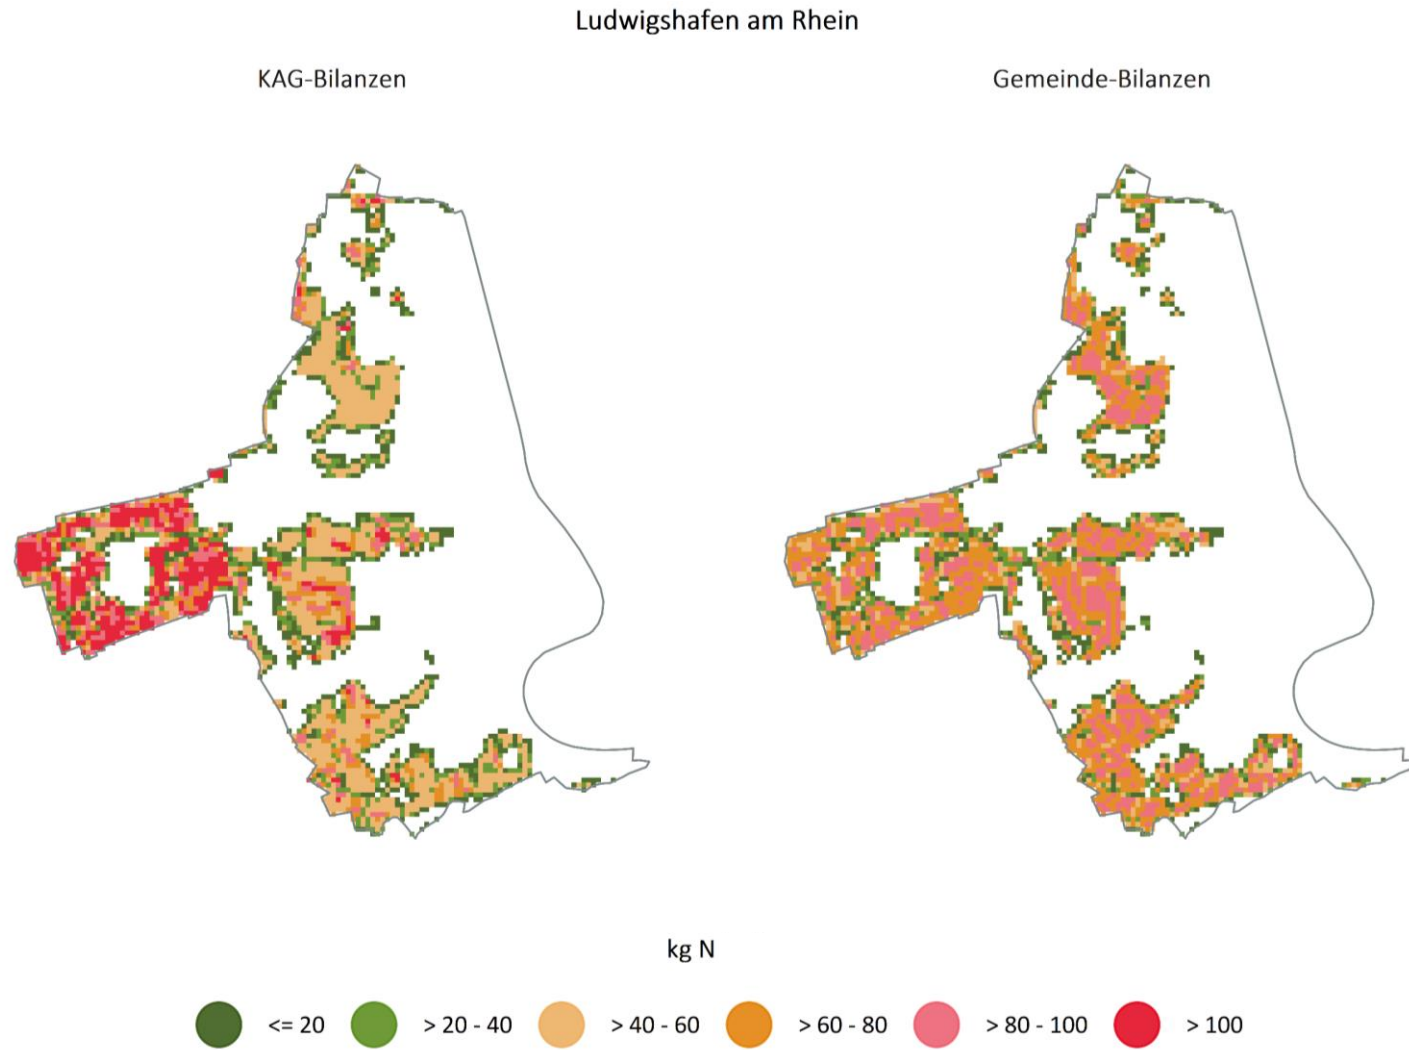 Ludwigshafen am Rhein
KAG-Bilanzen
Gemeinde-Bilanzen
kg N
<= 20
> 20 - 40
> 40 - 60
> 60 - 80
> 80 - 100
> 100